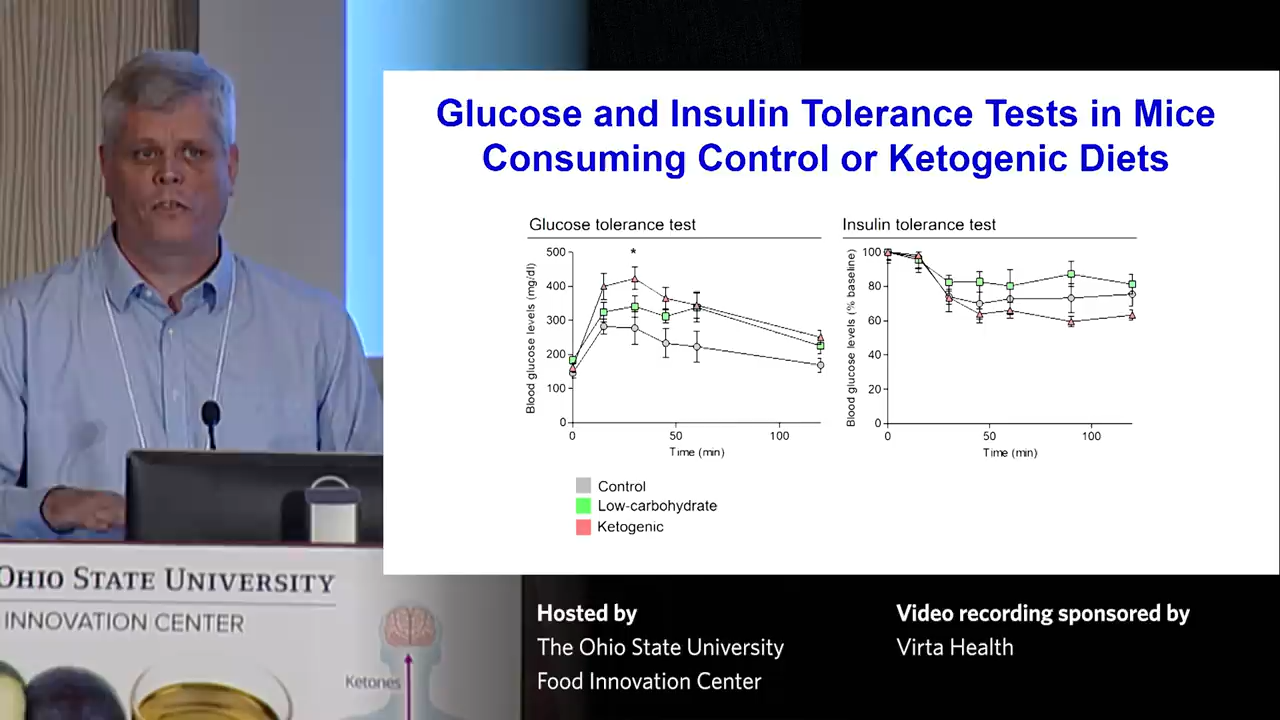 Glucose and Insulin Tolerance Tests in Mice
Consuming Control or Ketogenic Diets
Glucose tolerance test
500
400
300
200
100
0
*
Blood glucose levels (mg/dl)
0
50
100
Time (min)
Insulin tolerance test
100
80
60
40
20
0
Blood glucose levels (% baseline)
0
50
100
Time (min)
Control
Low-carbohydrate
Ketogenic
OHIO STATE UNIVERSITY
INNOVATION CENTER
Ketones
Hosted by
The Ohio State University
Food Innovation Center
Video recording sponsored by
Virta Health